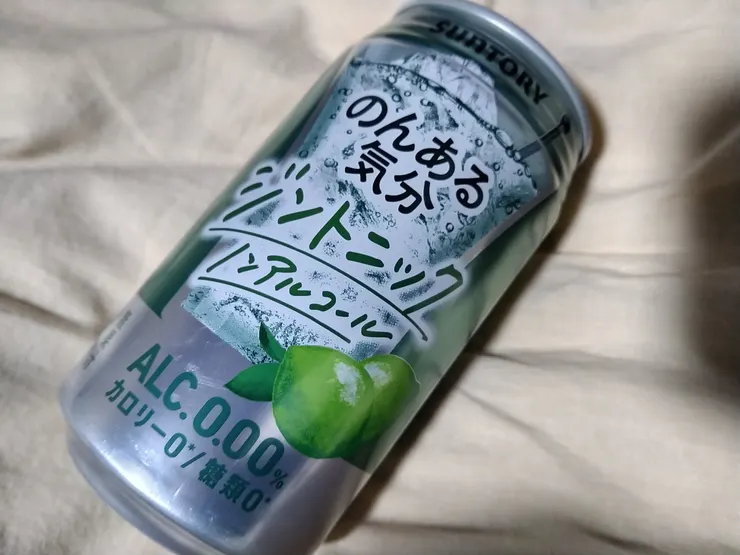 SUNTORY
のんある
気分
ジントニック
ノンアルコール
ALC.0.00%
カロリー0*/糖類0*